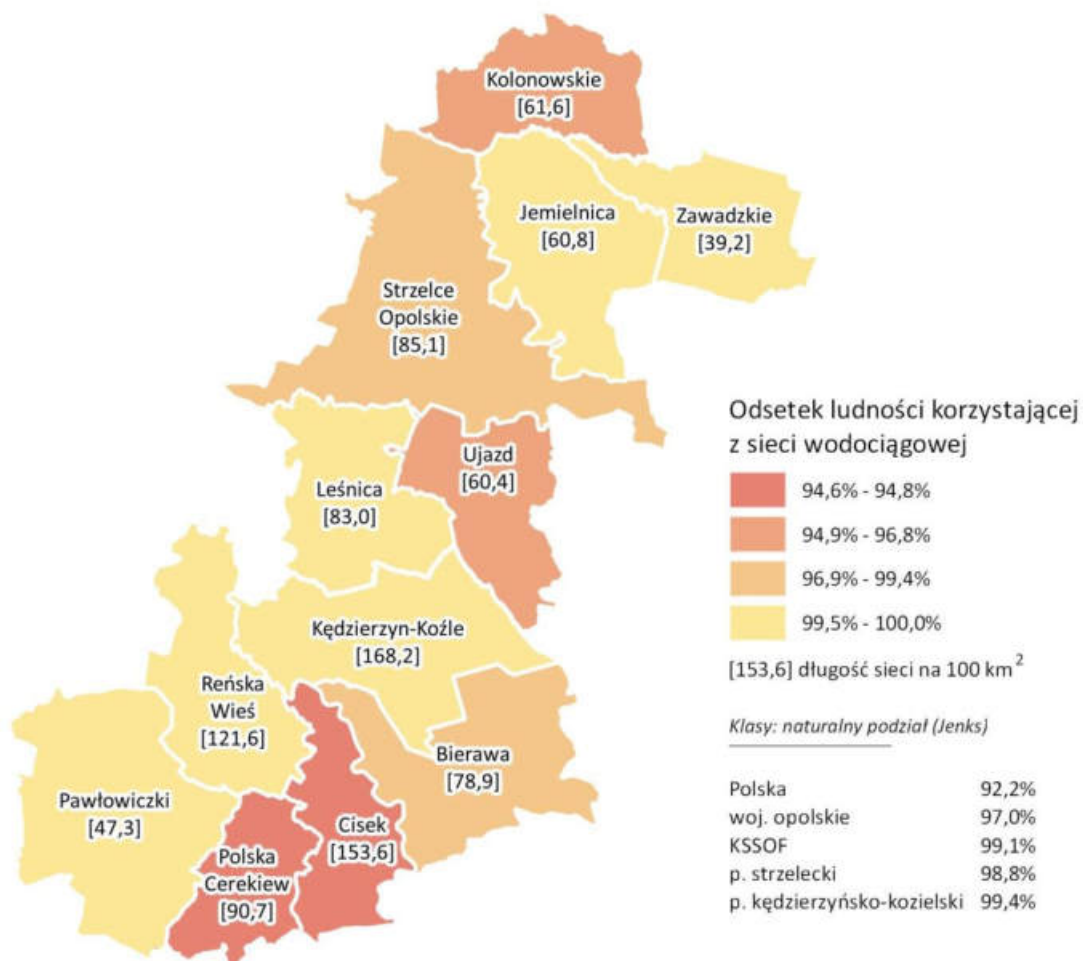 Kolonowskie
[61,6]
Jemielnica
[60,8]
Zawadzkie
[39,2]
Strzelce
Opolskie
[85,1]
Ujazd
[60,4]
Leśnica
[83,0]
Kędzierzyn-Koźle
[168,2]
Reńska
Wieś
[121,6]
Bierawa
[78,9]
Pawłowiczki
[47,3]
Cisek
[153,6]
Polska
Cerekiew
[90,7]
Odsetek ludności korzystającej
z sieci wodociągowej
94,6% - 94,8%
94,9% - 96,8%
96,9% - 99,4%
99,5% - 100,0%
[153,6] długość sieci na 100 km²
Klasy: naturalny podział (Jenks)
Polska 92,2%
woj. opolskie 97,0%
KSSOF 99,1%
p. strzelecki 98,8%
p. kędzierzyńsko-kozielski 99,4%